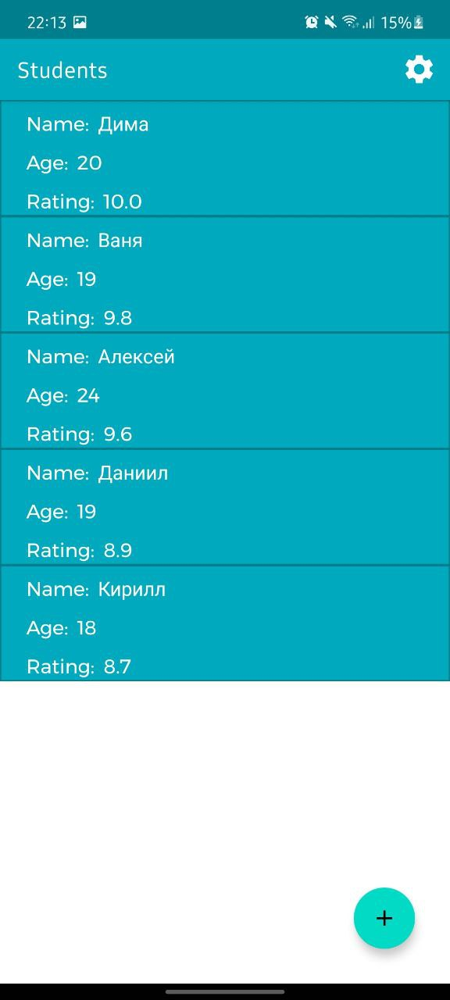 22:13
15%
Students
Name: Дима
Age: 20
Rating: 10.0
Name: Ваня
Age: 19
Rating: 9.8
Name: Алексей
Age: 24
Rating: 9.6
Name: Даниил
Age: 19
Rating: 8.9
Name: Кирилл
Age: 18
Rating: 8.7
+